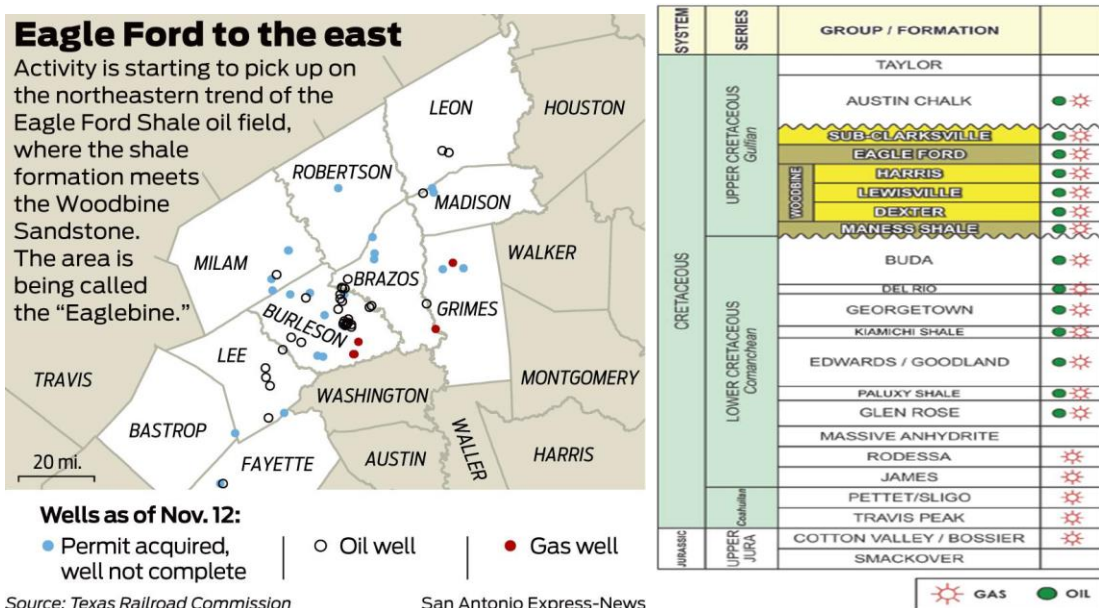 Eagle Ford to the east
Activity is starting to pick up on
the northeastern trend of the
Eagle Ford Shale oil field,
where the shale
formation meets
the Woodbine
Sandstone.
The area is
being called
the “Eaglebine.”
LEON
HOUSTON
ROBERTSON
MADISON
WALKER
MILAM
BRAZOS
GRIMES
BURLESON
LEE
TRAVIS
WASHINGTON
MONTGOMERY
BASTROP
WALLER
HARRIS
AUSTIN
FAYETTE
20 mi.
Wells as of Nov. 12:
Permit acquired,
well not complete
Oil well
Gas well
Source: Texas Railroad Commission
San Antonio Express-News
SYSTEM
SERIES
GROUP / FORMATION
CRETACEOUS
UPPER CRETACEOUS
Gulfian
TAYLOR
AUSTIN CHALK
SUB-CLARKSVILLE
EAGLE FORD
WOODBINE
HARRIS
LEWISVILLE
DEXTER
MANESS SHALE
LOWER CRETACEOUS
Comanchean
BUDA
DEL RIO
GEORGETOWN
KIAMICHI SHALE
EDWARDS / GOODLAND
PALUXY SHALE
GLEN ROSE
MASSIVE ANHYDRITE
RODESSA
JAMES
Coahuilan
PETTET/SLIGO
TRAVIS PEAK
JURASSIC
UPPER
JURA
COTTON VALLEY / BOSSIER
SMACKOVER
GAS
OIL